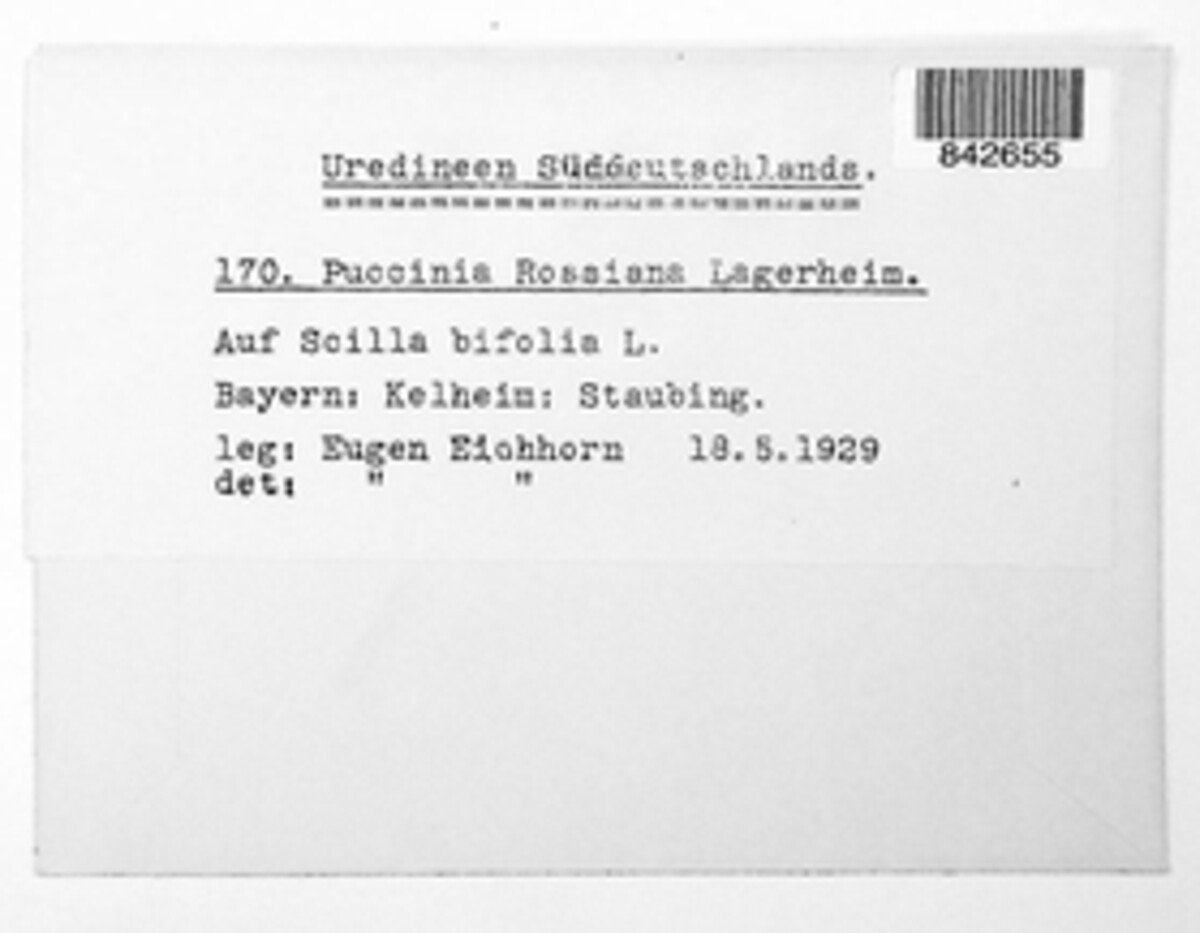 842655
Uredineen Süddeutschlands.
170. Puccinia Rossiana Lagerheim.
Auf Scilla bifolia L.
Bayern: Kelheim: Staubing.
leg: Eugen Eichhorn 18.5.1929
det: " "